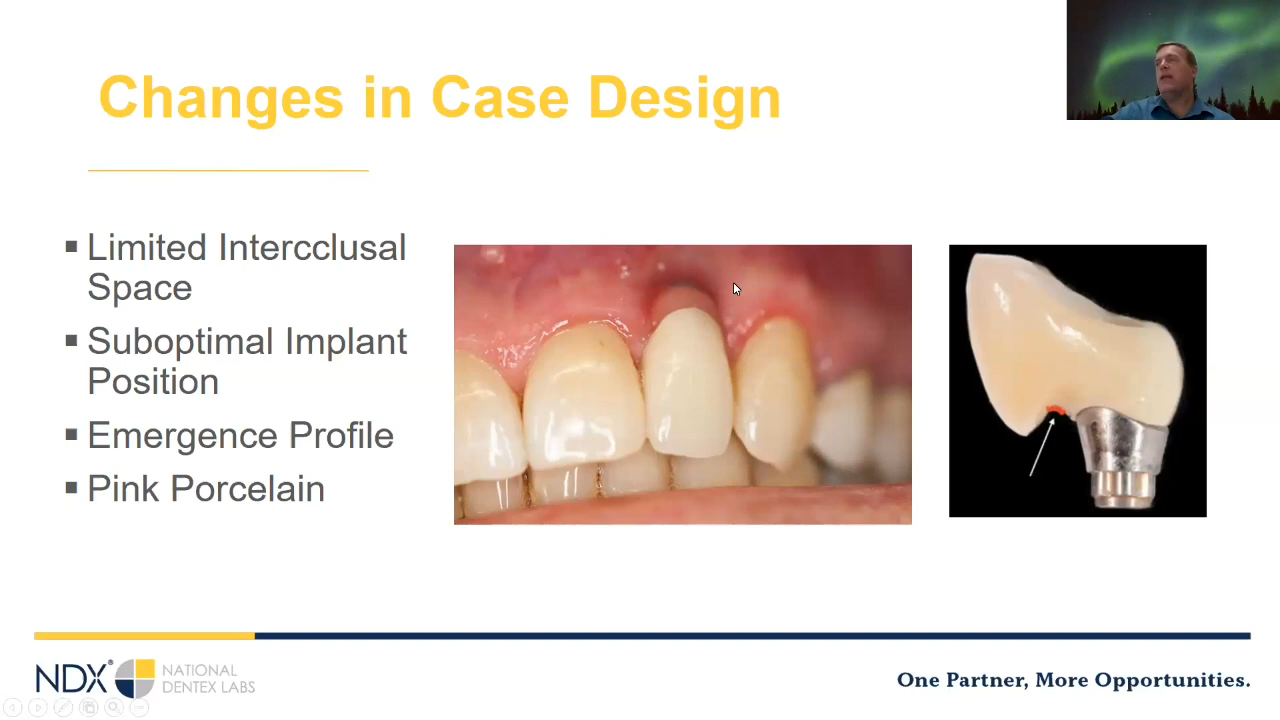 Changes in Case Design
▪ Limited Intercclusal
Space
▪ Suboptimal Implant
Position
▪ Emergence Profile
▪ Pink Porcelain
NDX® NATIONAL
DENTEX LABS
One Partner, More Opportunities.